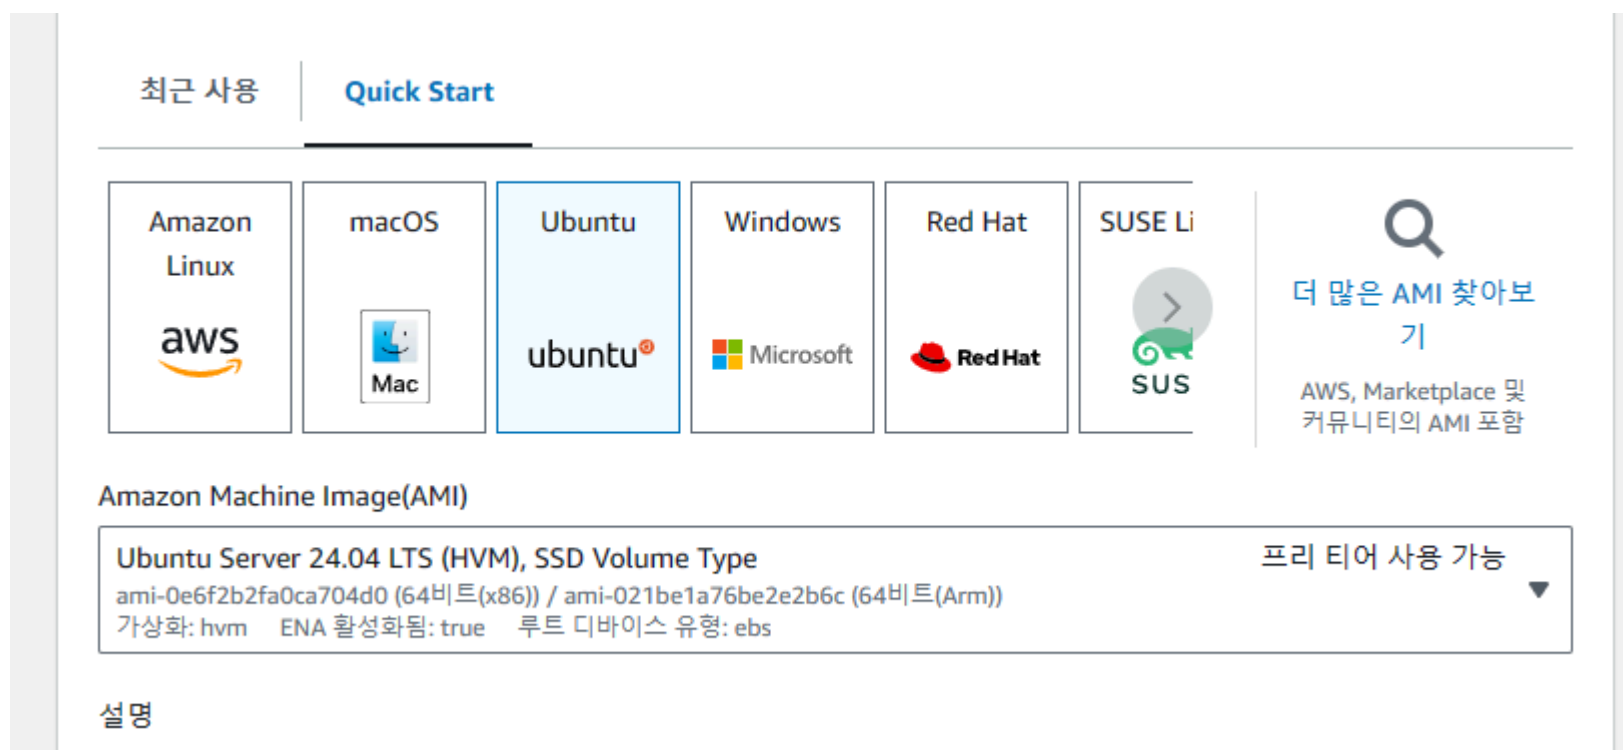 최근 사용
Quick Start
Amazon
Linux
aws
macOS
Mac
Ubuntu
ubuntu
Windows
Microsoft
Red Hat
Red Hat
SUSE Li
SUS
더 많은 AMI 찾아보
기
AWS, Marketplace 및
커뮤니티의 AMI 포함
Amazon Machine Image(AMI)
Ubuntu Server 24.04 LTS (HVM), SSD Volume Type
프리 티어 사용 가능
ami-0e6f2b2fa0ca704d0 (64비트(x86)) / ami-021be1a76be2e2b6c (64비트(Arm))
가상화: hvm ENA 활성화됨: true 루트 디바이스 유형: ebs
설명